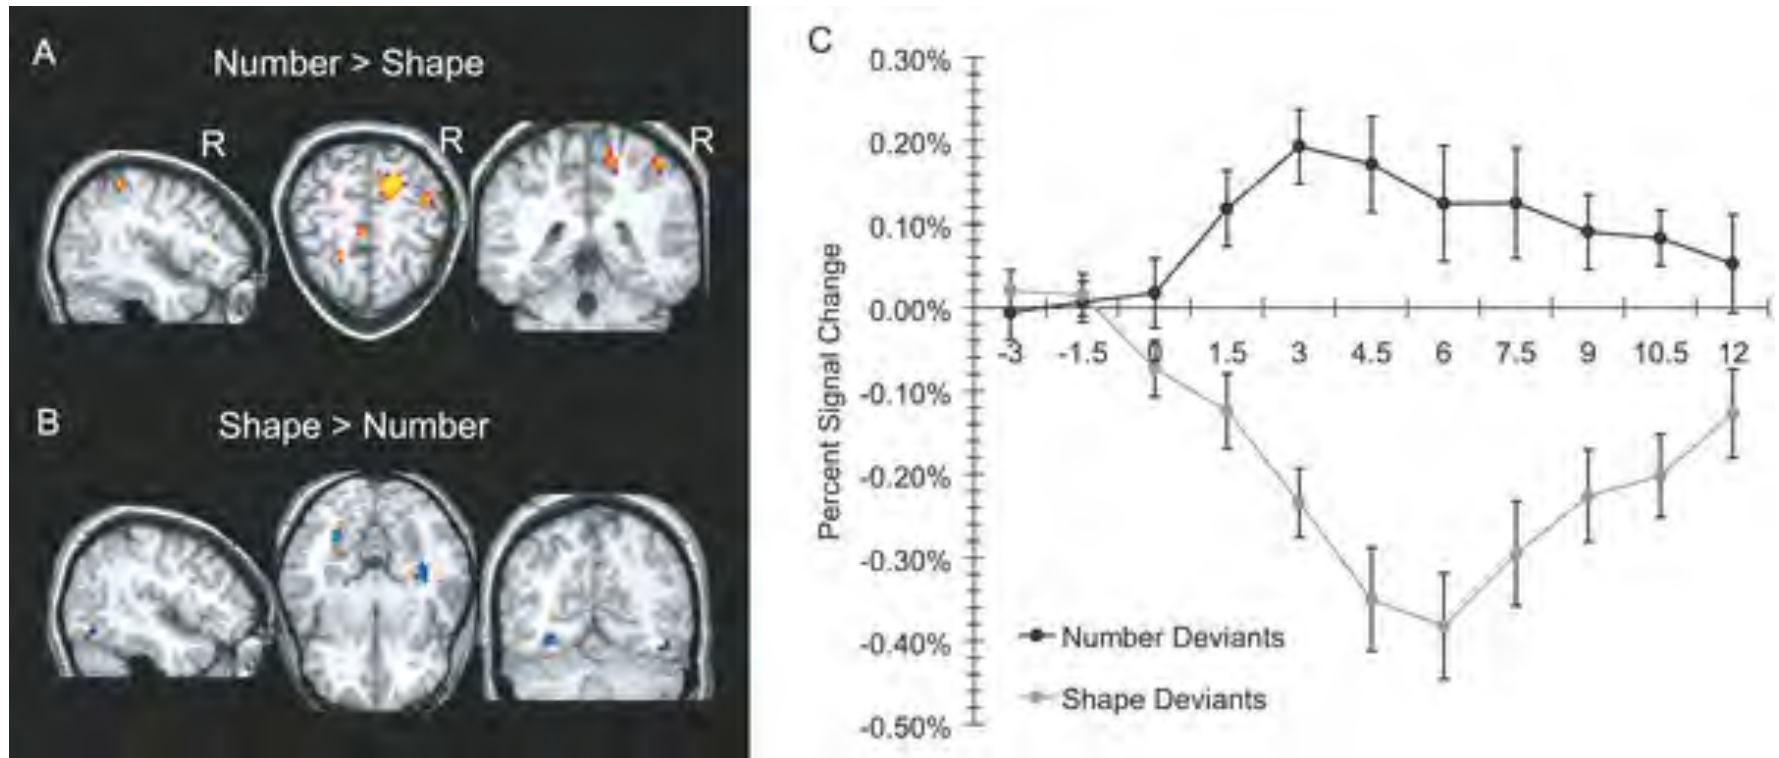 A
Number > Shape
R
R
R
B
Shape > Number
C
Percent Signal Change
0.30%
0.20%
0.10%
0.00%
-0.10%
-0.20%
-0.30%
-0.40%
-0.50%
-3 -1.5 0 1.5 3 4.5 6 7.5 9 10.5 12
Number Deviants
Shape Deviants